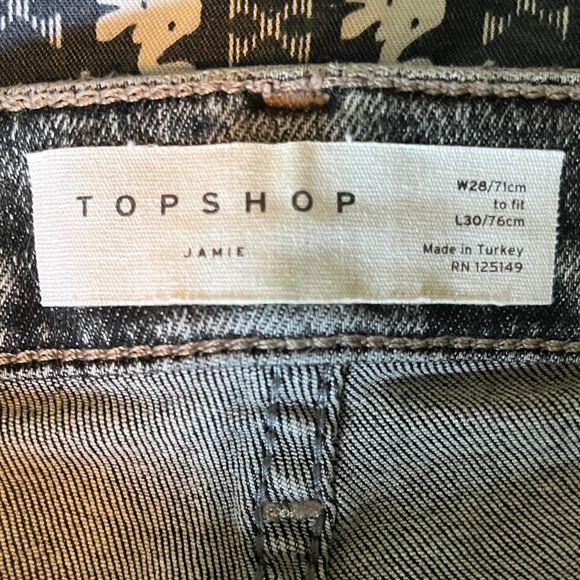 TOPSHOP
JAMIE
W28/71cm
to fit
L30/76cm
Made in Turkey
RN 125149